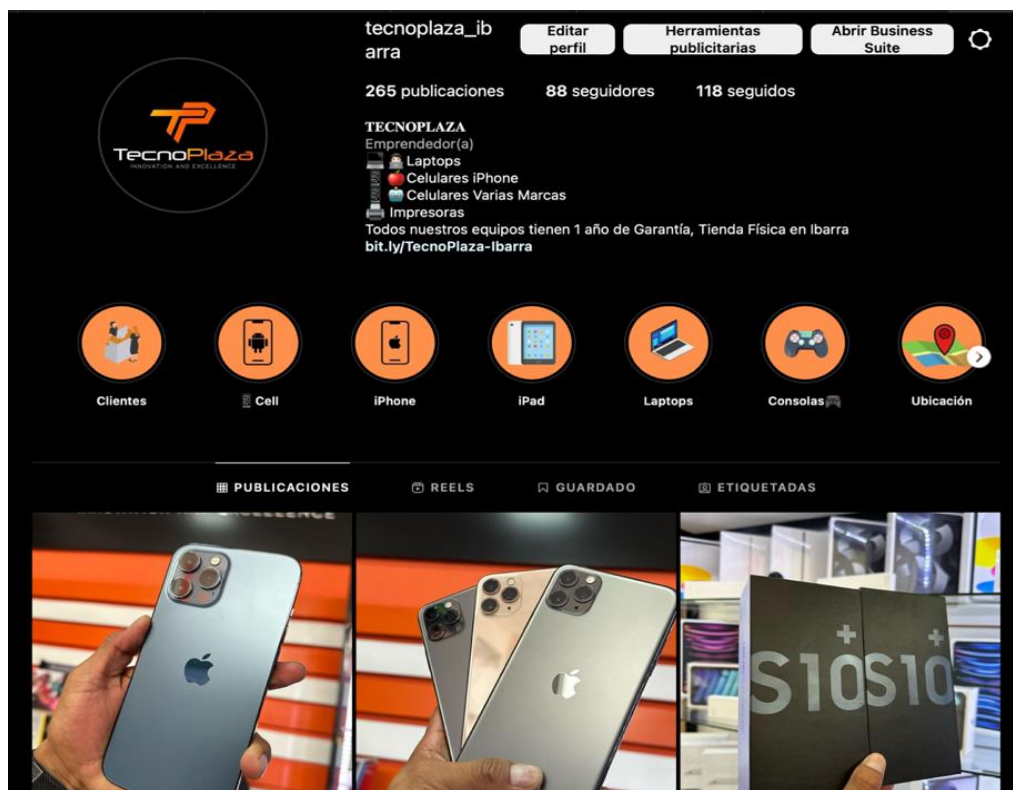 tecnoplaza_ib
arra
Editar
perfil
Herramientas
publicitarias
Abrir Business
Suite
265 publicaciones
88 seguidores
118 seguidos
TecnoPlaza
INNOVATION AND EXCELLENCE
TECNOPLAZA
Emprendedor(a)
Laptops
Celulares iPhone
Celulares Varias Marcas
Impresoras
Todos nuestros equipos tienen 1 año de Garantía, Tienda Física en Ibarra
bit.ly/TecnoPlaza-Ibarra
Clientes
Cell
iPhone
iPad
Laptops
Consolas
Ubicación
PUBLICACIONES
REELS
GUARDADO
ETIQUETADAS
S10+
S10+